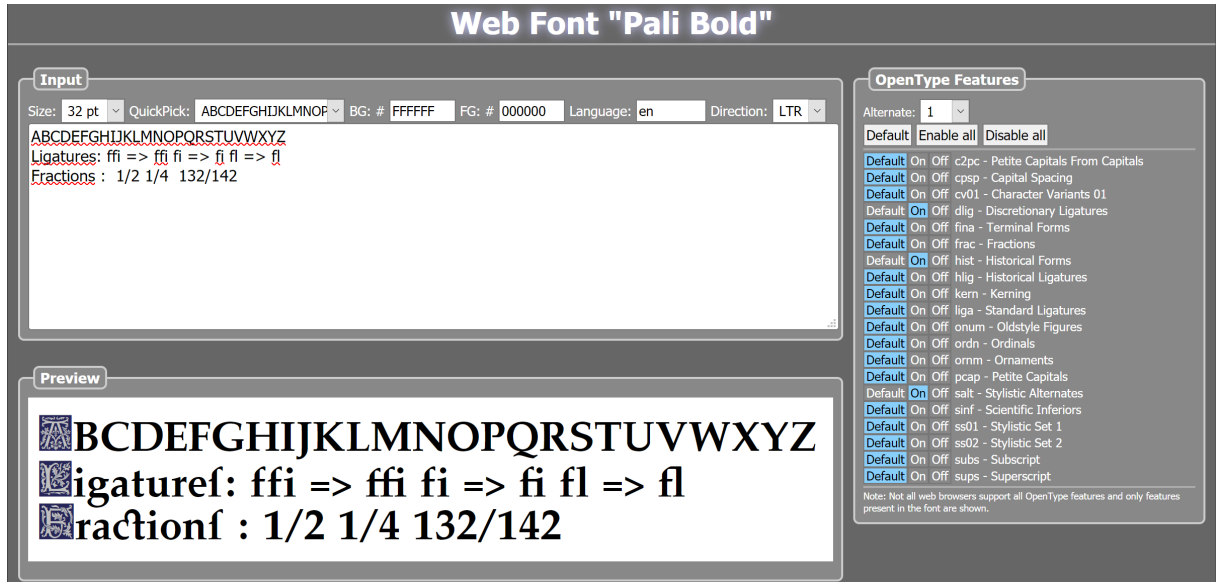 Web Font "Pali Bold"
Input
Size: 32 pt QuickPick: ABCDEFGHIJKLMNOP BG: # FFFFFF FG: # 000000 Language: en Direction: LTR
ABCDEFGHIJKLMNOPQRSTUVWXYZ
Ligatures: ffi => ffi fi => fi fl => fl
Fractions : 1/2 1/4 132/142
Preview
ABCDEFGHIJKLMNOPQRSTUVWXYZ
Ligatureſ: ffi => ffi fi => fi fl => fl
Fractionſ : 1/2 1/4 132/142
OpenType Features
Alternate: 1
Default Enable all Disable all
Default On Off c2pc - Petite Capitals From Capitals
Default On Off cpsp - Capital Spacing
Default On Off cv01 - Character Variants 01
Default On Off dlig - Discretionary Ligatures
Default On Off fina - Terminal Forms
Default On Off frac - Fractions
Default On Off hist - Historical Forms
Default On Off hlig - Historical Ligatures
Default On Off kern - Kerning
Default On Off liga - Standard Ligatures
Default On Off onum - Oldstyle Figures
Default On Off ordn - Ordinals
Default On Off ornm - Ornaments
Default On Off pcap - Petite Capitals
Default On Off salt - Stylistic Alternates
Default On Off sinf - Scientific Inferiors
Default On Off ss01 - Stylistic Set 1
Default On Off ss02 - Stylistic Set 2
Default On Off subs - Subscript
Default On Off sups - Superscript
Note: Not all web browsers support all OpenType features and only features
present in the font are shown.